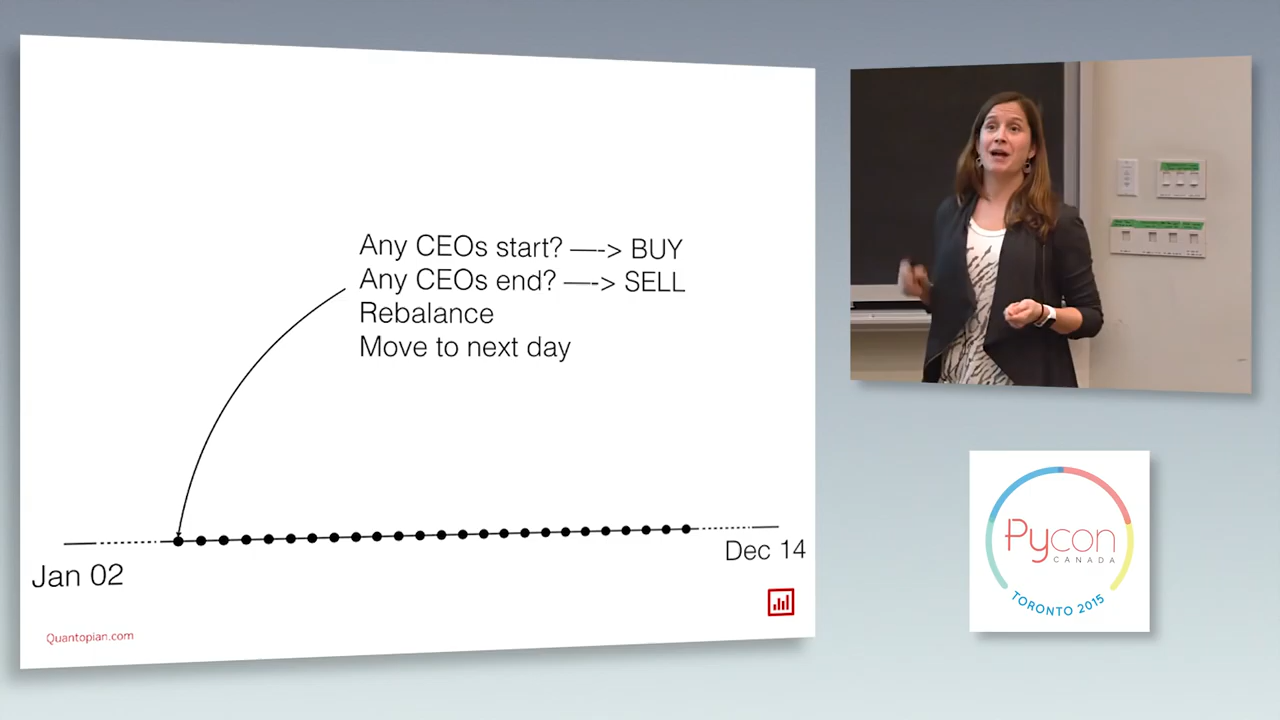 Any CEOs start? —-> BUY
Any CEOs end? —-> SELL
Rebalance
Move to next day
Jan 02
Dec 14
Quantopian.com
Pycon
CANADA
TORONTO 2015